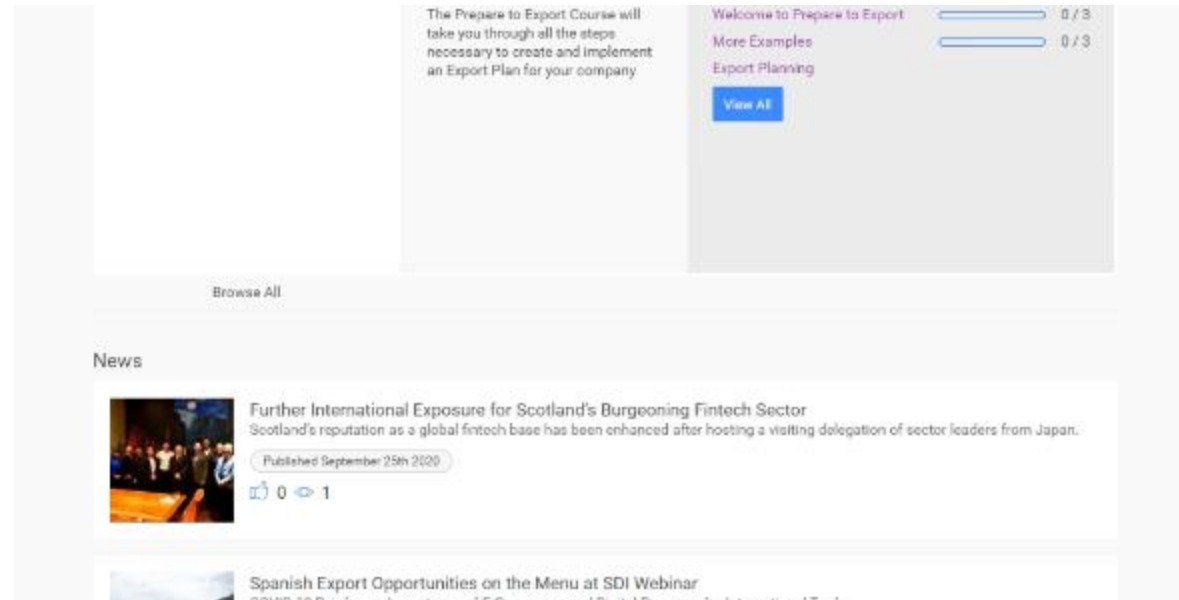 The Prepare to Export Course will
take you through all the steps
necessary to create and implement
an Export Plan for your company
Welcome to Prepare to Export 0 / 3
More Examples 0 / 3
Export Planning
View All
Browse All
News
Further International Exposure for Scotland's Burgeoning Fintech Sector
Scotland's reputation as a global fintech base has been enhanced after hosting a visiting delegation of sector leaders from Japan.
Published September 25th 2020
0 1
Spanish Export Opportunities on the Menu at SDI Webinar